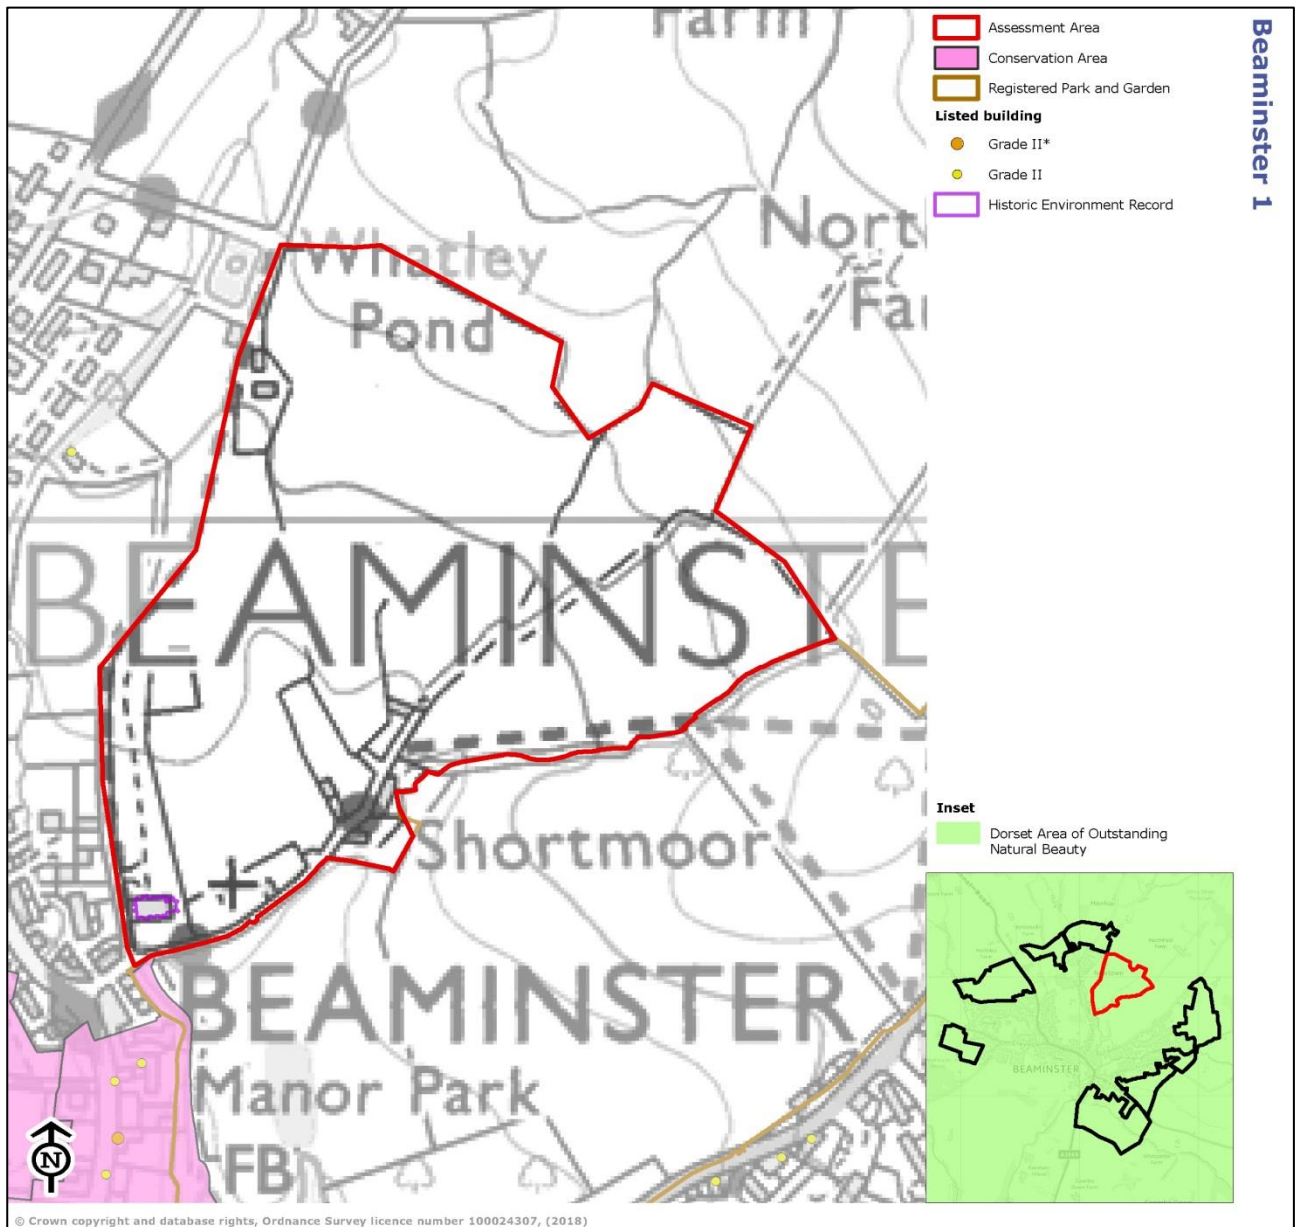 Beaminster 1
Assessment Area
Conservation Area
Registered Park and Garden
Listed building
Grade II*
Grade II
Historic Environment Record
Farm
Whatley
Pond
BEAMINSTE
Shortmoor
BEAMINSTER
Manor Park
FB
N
Inset
Dorset Area of Outstanding
Natural Beauty
BEAMINSTER
© Crown copyright and database rights, Ordnance Survey licence number 100024307, (2018)